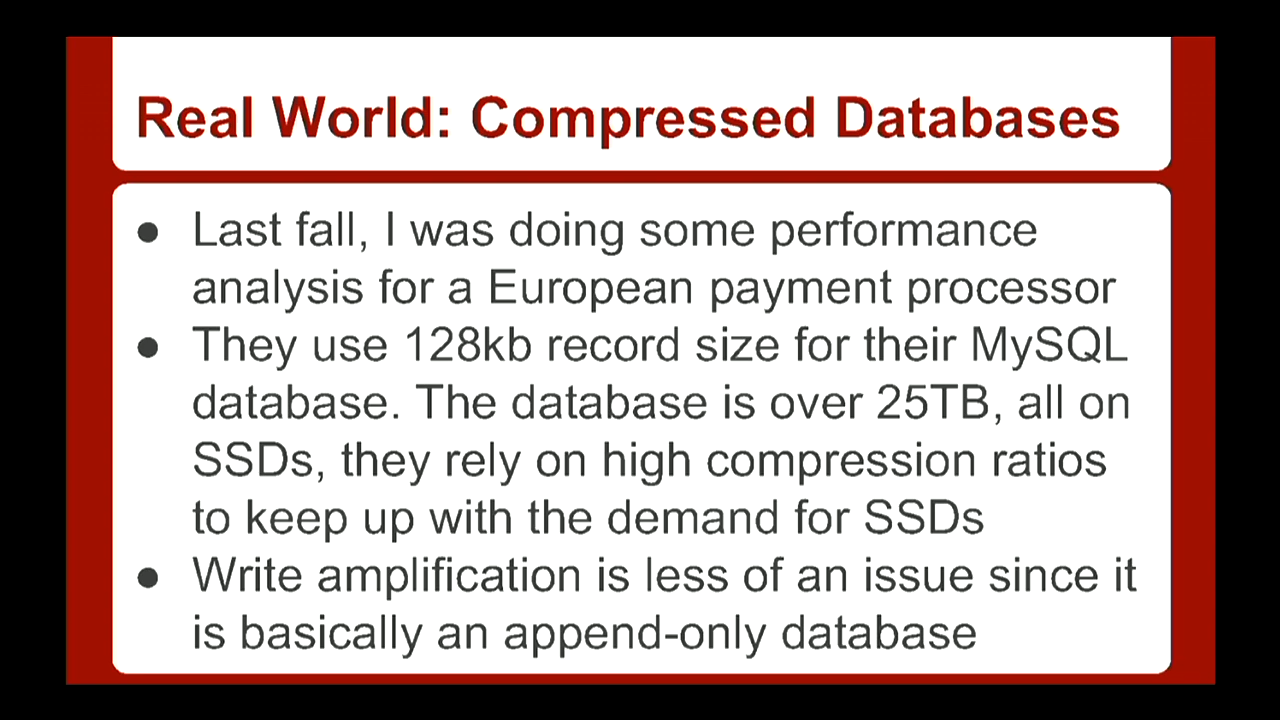 Real World: Compressed Databases
● Last fall, I was doing some performance
analysis for a European payment processor
● They use 128kb record size for their MySQL
database. The database is over 25TB, all on
SSDs, they rely on high compression ratios
to keep up with the demand for SSDs
● Write amplification is less of an issue since it
is basically an append-only database